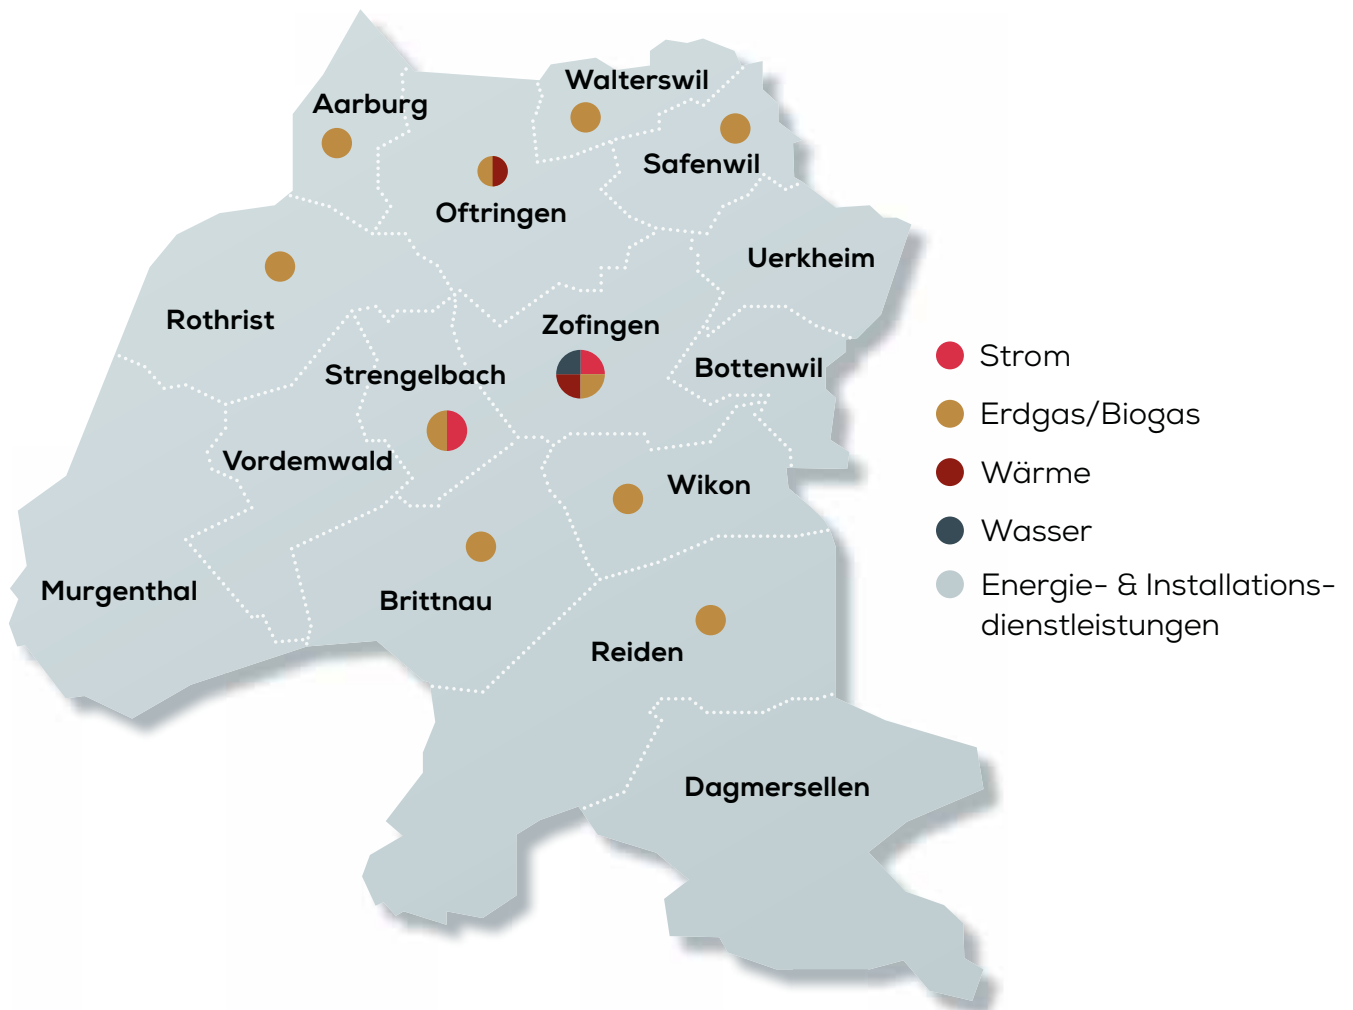 Walterswil
Aarburg
Safenwil
Oftringen
Uerkheim
Rothrist
Zofingen
Strengelbach
Bottenwil
Vordemwald
Wikon
Murgenthal
Brittnau
Reiden
Dagmersellen
Strom
Erdgas/Biogas
Wärme
Wasser
Energie- & Installations-
dienstleistungen